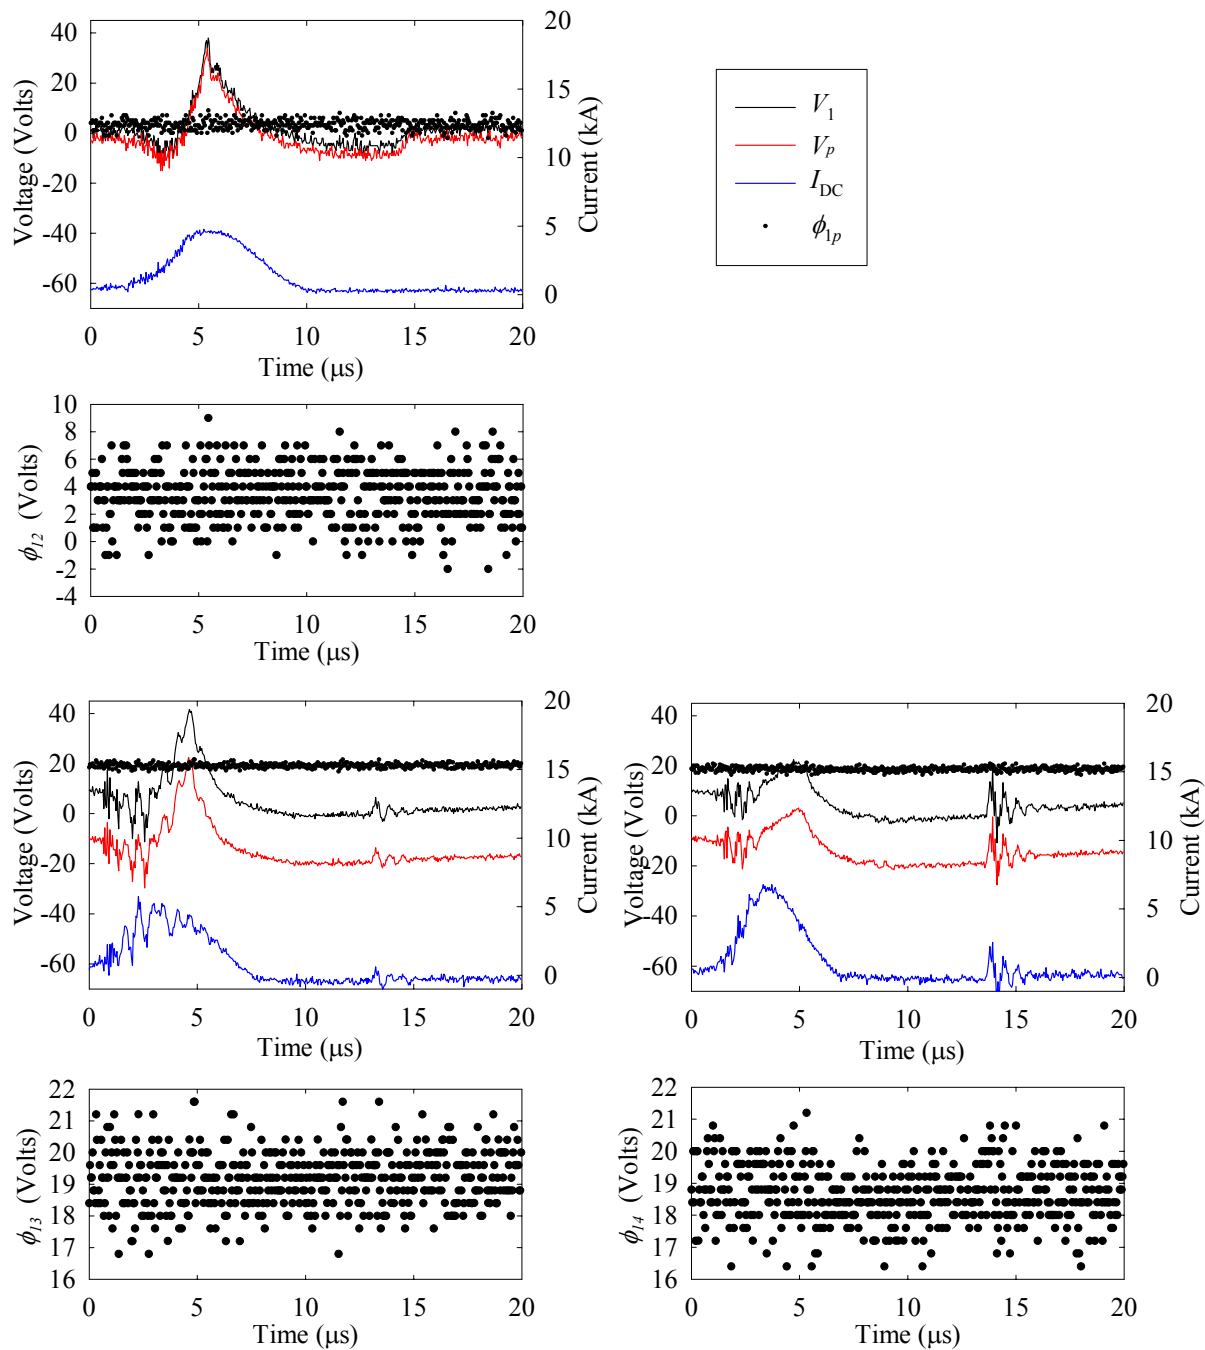 40
20
0
-20
-40
-60
Voltage (Volts)
20
15
10
5
0
Current (kA)
0 5 10 15 20
Time (μs)
V1
Vp
IDC
ϕ1p
10
8
6
4
2
0
-2
-4
ϕ12 (Volts)
0 5 10 15 20
Time (μs)
40
20
0
-20
-40
-60
Voltage (Volts)
20
15
10
5
0
Current (kA)
0 5 10 15 20
Time (μs)
40
20
0
-20
-40
-60
Voltage (Volts)
20
15
10
5
0
Current (kA)
0 5 10 15 20
Time (μs)
22
21
20
19
18
17
16
ϕ13 (Volts)
0 5 10 15 20
Time (μs)
22
21
20
19
18
17
16
ϕ14 (Volts)
0 5 10 15 20
Time (μs)